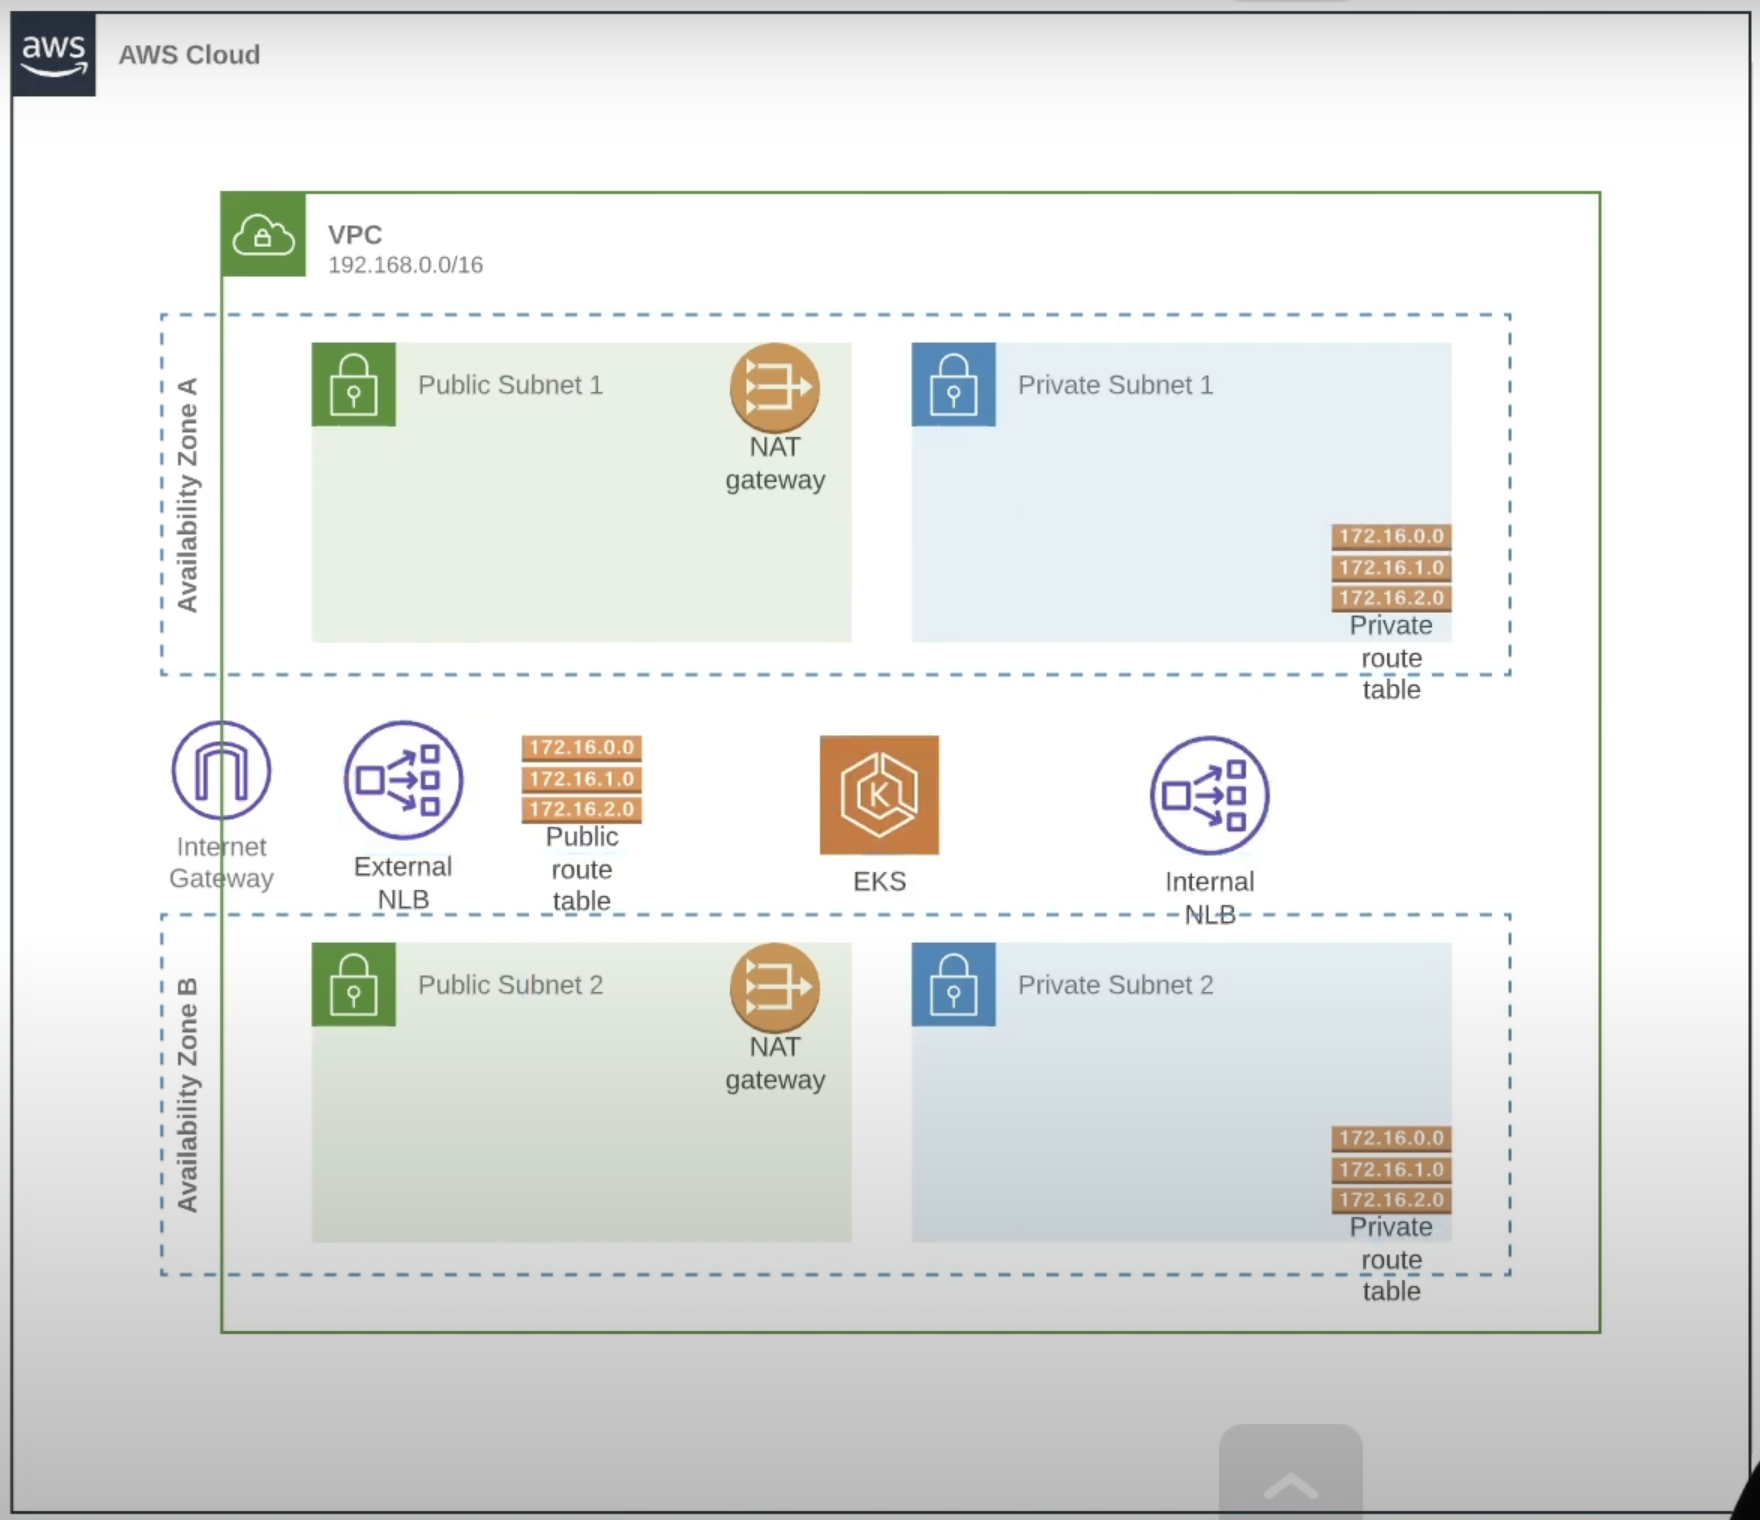 aws
AWS Cloud
VPC
192.168.0.0/16
Availability Zone A
Public Subnet 1
NAT
gateway
Private Subnet 1
172.16.0.0
172.16.1.0
172.16.2.0
Private
route
table
Internet
Gateway
External
NLB
172.16.0.0
172.16.1.0
172.16.2.0
Public
route
table
K
EKS
Internal
NLB
Availability Zone B
Public Subnet 2
NAT
gateway
Private Subnet 2
172.16.0.0
172.16.1.0
172.16.2.0
Private
route
table